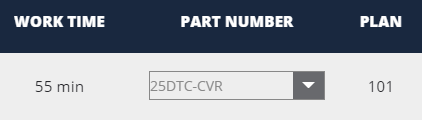 WORK TIME PART NUMBER PLAN
55 min 25DTC-CVR 101